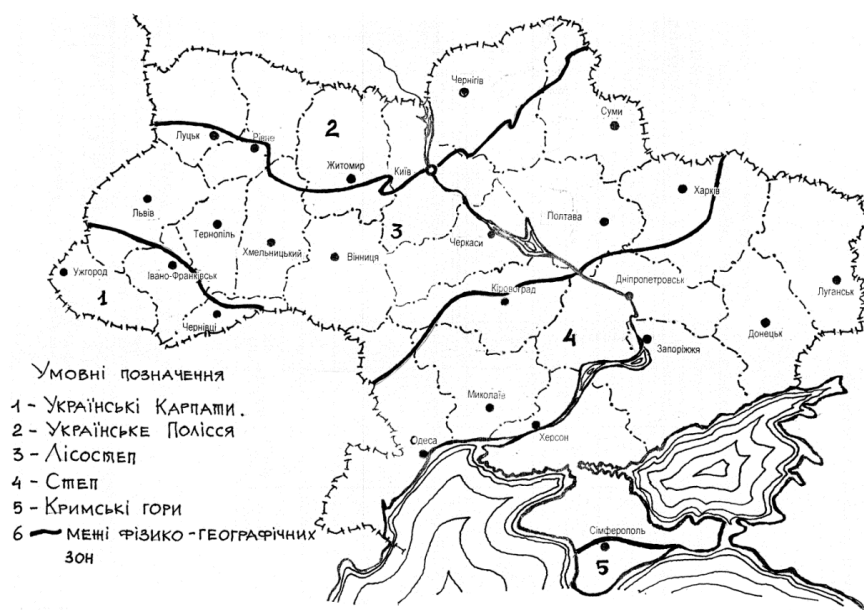 Чернігів
Суми
Луцьк
Рівне
2
Житомир
Київ
Харків
Львів
Тернопіль
3
Полтава
Хмельницький
Вінниця
Черкаси
Ужгород
Івано-Франківськ
1
Дніпропетровськ
Луганськ
Кіровоград
Чернівці
4
Запоріжжя
Донецьк
Миколаїв
Одеса
Херсон
Сімферополь
5
Умовні позначення
1 - Українські Карпати.
2 - Українське Полісся
3 - Лісостеп
4 - Степ
5 - Кримські гори
6 межі фізико-географічних
зон